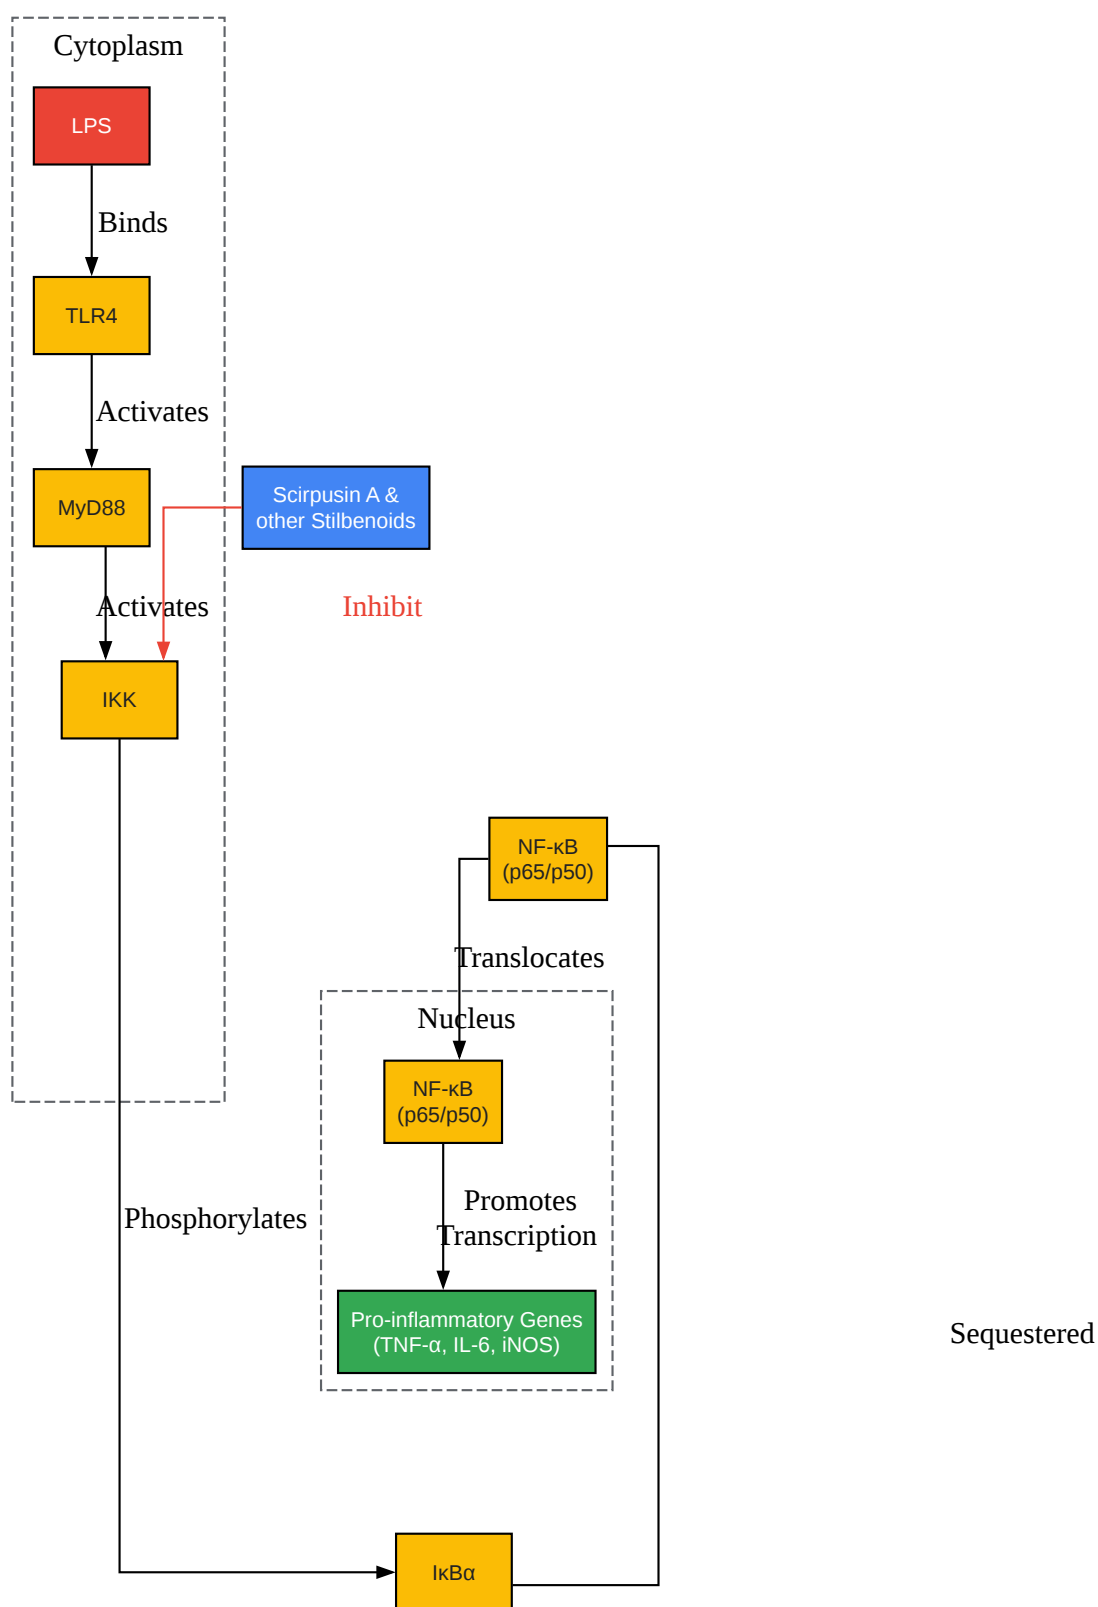 Cytoplasm
LPS
Binds
TLR4
Activates
MyD88
Scirpusin A &
other Stilbenoids
Activates
Inhibit
IKK
NF-κB
(p65/p50)
Translocates
Nucleus
NF-κB
(p65/p50)
Phosphorylates
Promotes
Transcription
Pro-inflammatory Genes
(TNF-α, IL-6, iNOS)
Sequestered
IκBα